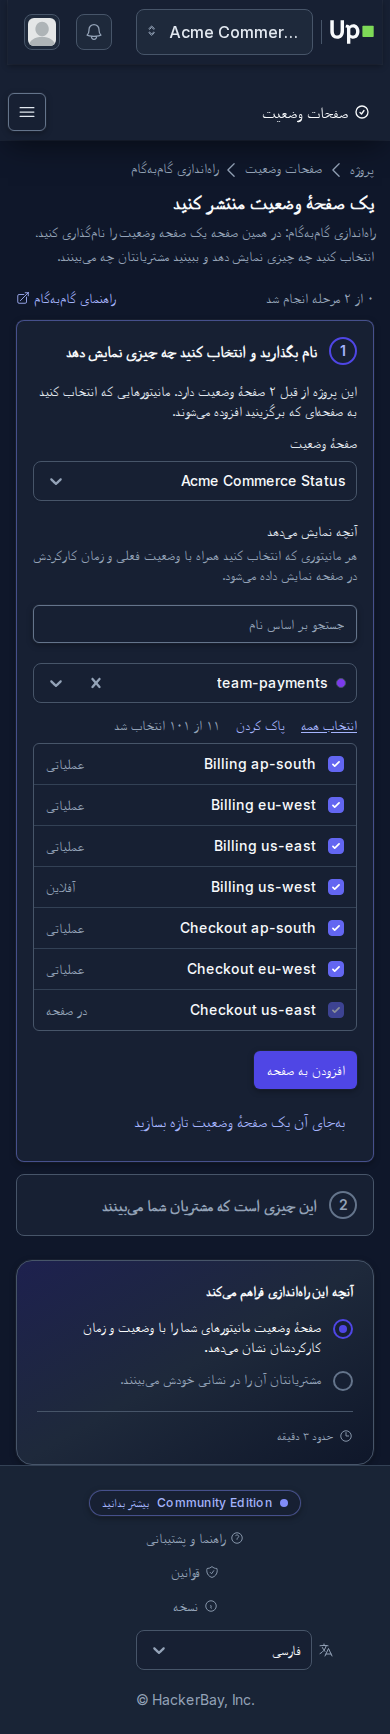 Up
Acme Commer...
صفحات وضعیت
پروژه
صفحات وضعیت
راه‌اندازی گام‌به‌گام
یک صفحهٔ وضعیت منتشر کنید
راه‌اندازی گام‌به‌گام: در همین صفحه یک صفحه وضعیت را نام‌گذاری کنید.
انتخاب کنید چه چیزی نمایش دهد و ببینید مشتریانتان چه می‌بینند.
۰ از ۲ مرحله انجام شد
راهنمای گام‌به‌گام
1
نام بگذارید و انتخاب کنید چه چیزی نمایش دهد
این پروژه از قبل ۲ صفحهٔ وضعیت دارد. مانیتورهایی که انتخاب کنید
به صفحه‌ای که برگزینید افزوده می‌شوند.
صفحهٔ وضعیت
Acme Commerce Status
آنچه نمایش می‌دهد
هر مانیتوری که انتخاب کنید همراه با وضعیت فعلی و زمان کارکردش
در صفحه نمایش داده می‌شود.
جستجو بر اساس نام
team-payments
انتخاب همه
پاک کردن
۱۱ از ۱۰۱ انتخاب شد
Billing ap-south
عملیاتی
Billing eu-west
عملیاتی
Billing us-east
عملیاتی
Billing us-west
آفلاین
Checkout ap-south
عملیاتی
Checkout eu-west
عملیاتی
Checkout us-east
در صفحه
افزودن به صفحه
به‌جای آن یک صفحهٔ وضعیت تازه بسازید
2
این چیزی است که مشتریان شما می‌بینند
آنچه این راه‌اندازی فراهم می‌کند
صفحهٔ وضعیت مانیتورهای شما را با وضعیت و زمان
کارکردشان نشان می‌دهد.
مشتریانتان آن را در نشانی خودش می‌بینند.
حدود ۳ دقیقه
Community Edition بیشتر بدانید
راهنما و پشتیبانی
قوانین
نسخه
فارسی
© HackerBay, Inc.